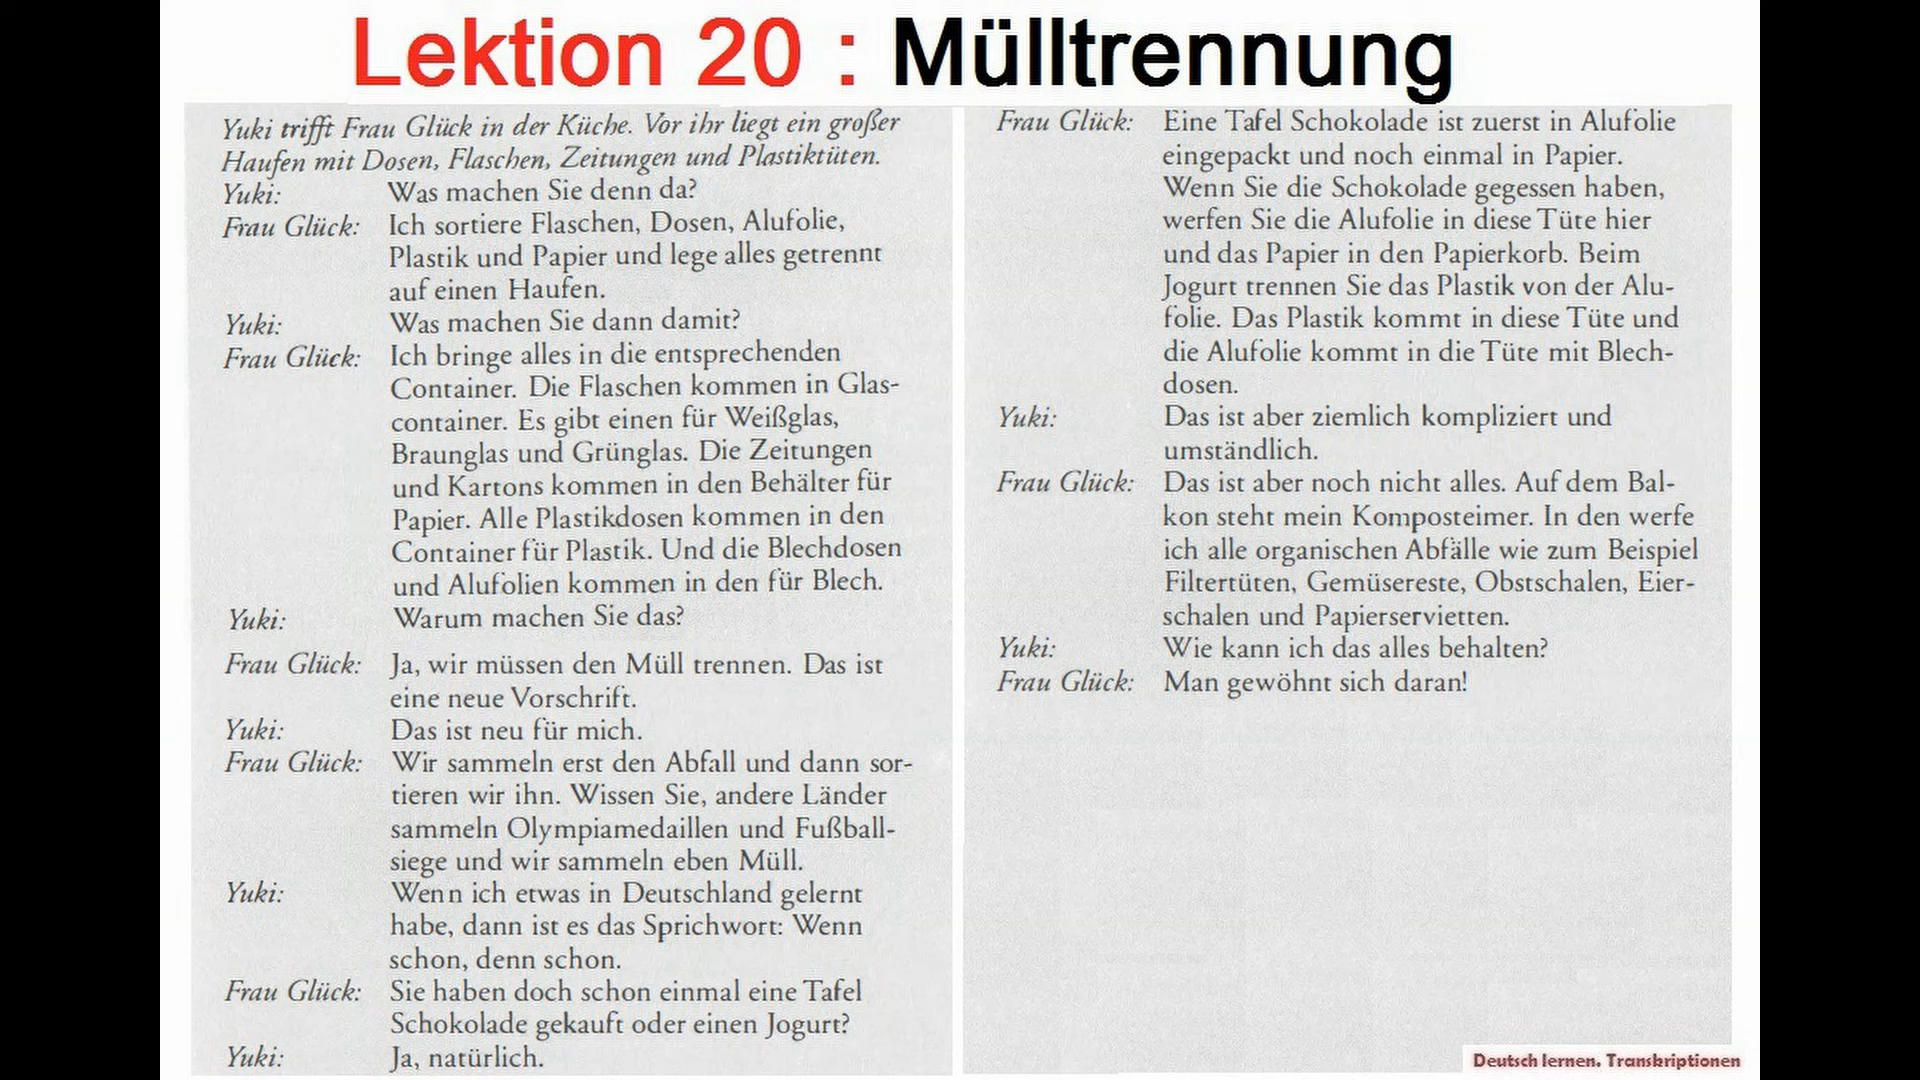 Lektion 20 : Mülltrennung
Yuki trifft Frau Glück in der Küche. Vor ihr liegt ein großer
Haufen mit Dosen, Flaschen, Zeitungen und Plastiktüten.
Yuki: Was machen Sie denn da?
Frau Glück: Ich sortiere Flaschen, Dosen, Alufolie,
Plastik und Papier und lege alles getrennt
auf einen Haufen.
Yuki: Was machen Sie dann damit?
Frau Glück: Ich bringe alles in die entsprechenden
Container. Die Flaschen kommen in Glas-
container. Es gibt einen für Weißglas,
Braunglas und Grünglas. Die Zeitungen
und Kartons kommen in den Behälter für
Papier. Alle Plastikdosen kommen in den
Container für Plastik. Und die Blechdosen
und Alufolien kommen in den für Blech.
Yuki: Warum machen Sie das?
Frau Glück: Ja, wir müssen den Müll trennen. Das ist
eine neue Vorschrift.
Yuki: Das ist neu für mich.
Frau Glück: Wir sammeln erst den Abfall und dann sor-
tieren wir ihn. Wissen Sie, andere Länder
sammeln Olympiamedaillen und Fußball-
siege und wir sammeln eben Müll.
Yuki: Wenn ich etwas in Deutschland gelernt
habe, dann ist es das Sprichwort: Wenn
schon, denn schon.
Frau Glück: Sie haben doch schon einmal eine Tafel
Schokolade gekauft oder einen Jogurt?
Yuki: Ja, natürlich.
Frau Glück: Eine Tafel Schokolade ist zuerst in Alufolie
eingepackt und noch einmal in Papier.
Wenn Sie die Schokolade gegessen haben,
werfen Sie die Alufolie in diese Tüte hier
und das Papier in den Papierkorb. Beim
Jogurt trennen Sie das Plastik von der Alu-
folie. Das Plastik kommt in diese Tüte und
die Alufolie kommt in die Tüte mit Blech-
dosen.
Yuki: Das ist aber ziemlich kompliziert und
umständlich.
Frau Glück: Das ist aber noch nicht alles. Auf dem Bal-
kon steht mein Komposteimer. In den werfe
ich alle organischen Abfälle wie zum Beispiel
Filtertüten, Gemüsereste, Obstschalen, Eier-
schalen und Papierservietten.
Yuki: Wie kann ich das alles behalten?
Frau Glück: Man gewöhnt sich daran!
Deutsch lernen. Transkriptionen